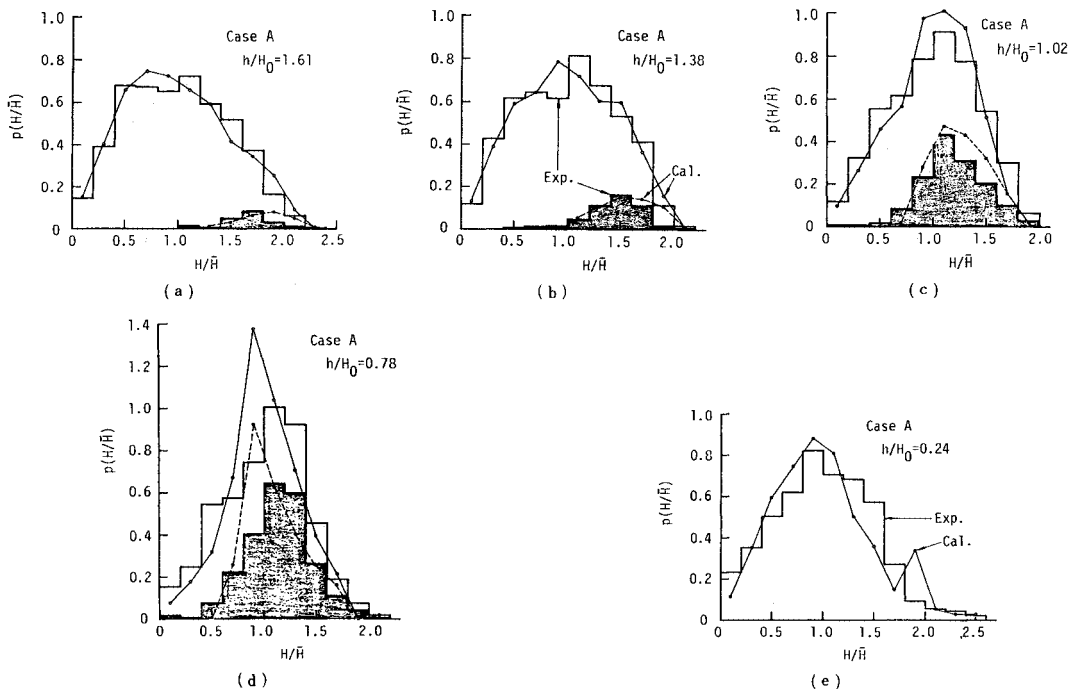 Case A
h/H0=1.61
p(H/H̄)
1.0
0.8
0.6
0.4
0.2
0
0 0.5 1.0 1.5 2.0 2.5
H/H̄
(a)
Case A
h/H0=1.38
p(H/H̄)
1.0
0.8
0.6
0.4
0.2
0
Exp.
Cal.
0 0.5 1.0 1.5 2.0
H/H̄
(b)
Case A
h/H0=1.02
p(H/H̄)
1.0
0.8
0.6
0.4
0.2
0
0 0.5 1.0 1.5 2.0
H/H̄
(c)
Case A
h/H0=0.78
p(H/H̄)
1.4
1.2
1.0
0.8
0.6
0.4
0.2
0
0 0.5 1.0 1.5 2.0
H/H̄
(d)
Case A
h/H0=0.24
p(H/H̄)
1.0
0.8
0.6
0.4
0.2
0
Exp.
Cal.
0 0.5 1.0 1.5 2.0 2.5
H/H̄
(e)